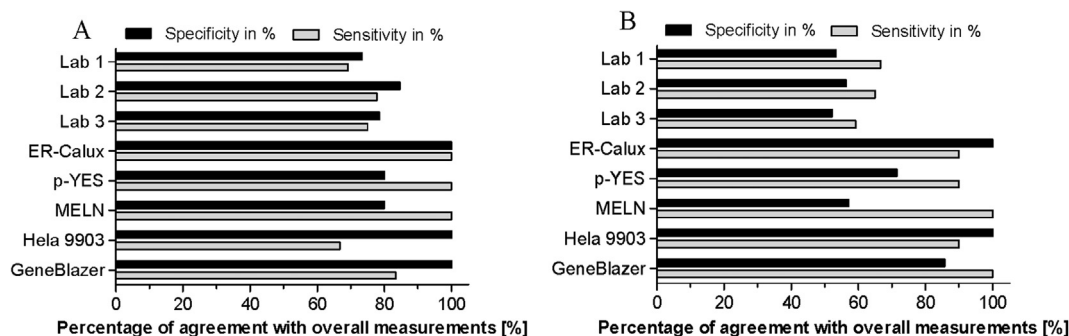 A
Specificity in % Sensitivity in %
Lab 1
Lab 2
Lab 3
ER-Calux
p-YES
MELN
Hela 9903
GeneBlazer
0 20 40 60 80 100
Percentage of agreement with overall measurements [%]
B
Specificity in % Sensitivity in %
Lab 1
Lab 2
Lab 3
ER-Calux
p-YES
MELN
Hela 9903
GeneBlazer
0 20 40 60 80 100
Percentage of agreement with overall measurements [%]